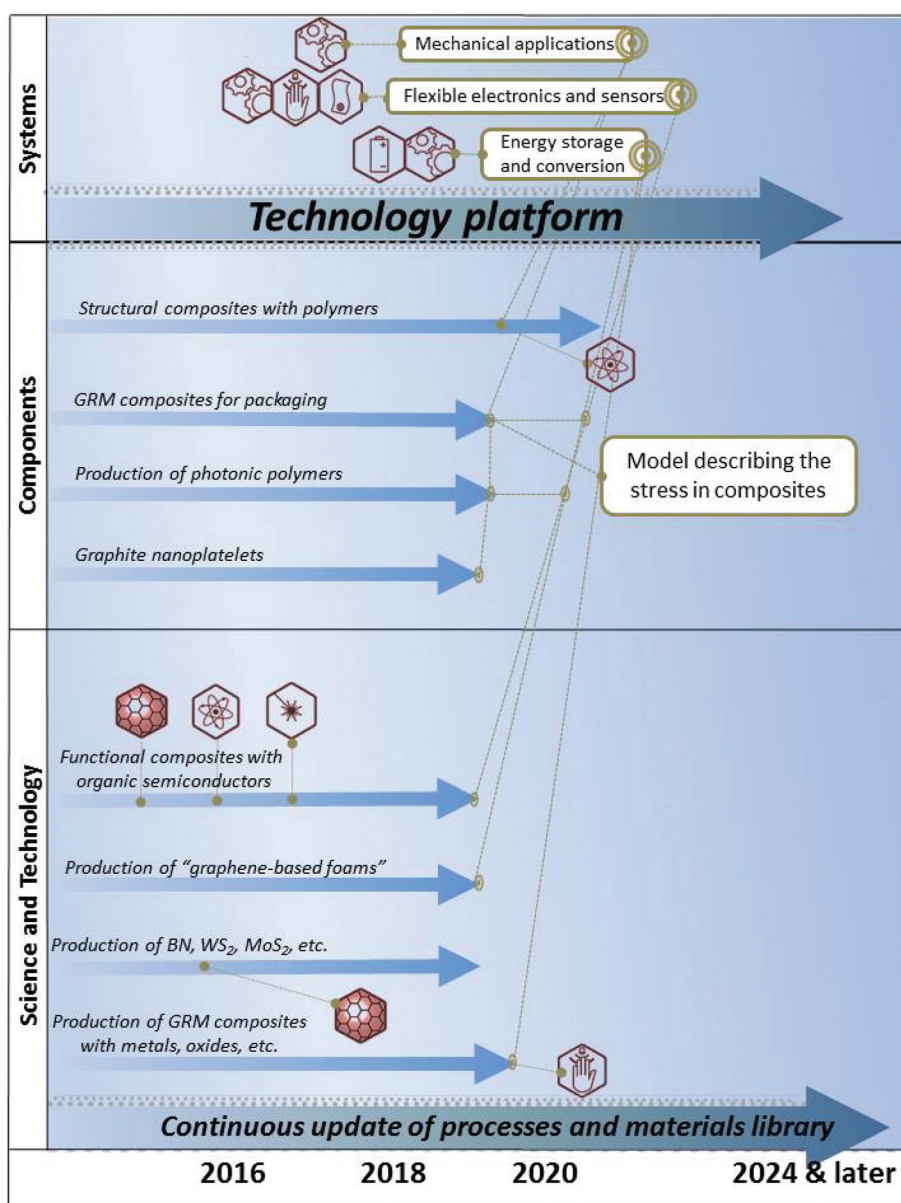 Systems
Mechanical applications
Flexible electronics and sensors
Energy storage
and conversion
Technology platform
Components
Structural composites with polymers
GRM composites for packaging
Production of photonic polymers
Graphite nanoplatelets
Model describing the
stress in composites
Science and Technology
Functional composites with
organic semiconductors
Production of “graphene-based foams”
Production of BN, WS₂, MoS₂, etc.
Production of GRM composites
with metals, oxides, etc.
Continuous update of processes and materials library
2016 2018 2020 2024 & later